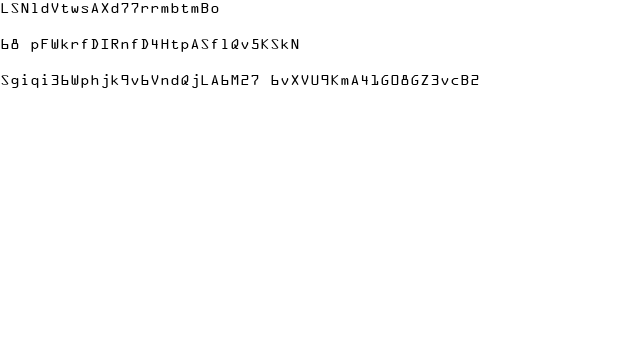 LSNldVtwsAXd77rrmbtmBo
68 pFWkrfDIRnfD4HtpASflQv5KSkN
Sgiqi36Wphjk9v6VndQjLA6M27 6vXVU9KmA41GO8GZ3vcB2